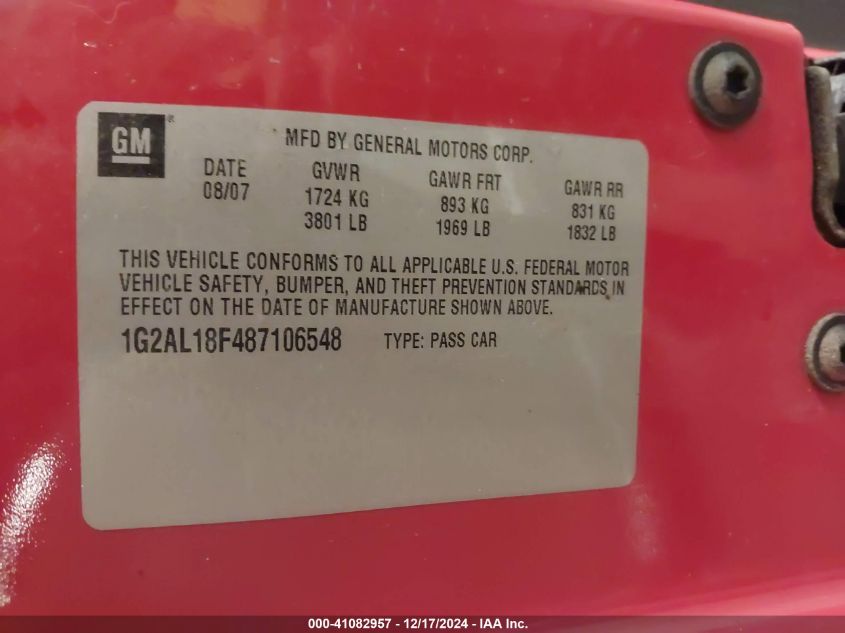 GM®
MFD BY GENERAL MOTORS CORP.
DATE GVWR GAWR FRT GAWR RR
08/07 1724 KG 893 KG 831 KG
3801 LB 1969 LB 1832 LB
THIS VEHICLE CONFORMS TO ALL APPLICABLE U.S. FEDERAL MOTOR
VEHICLE SAFETY, BUMPER, AND THEFT PREVENTION STANDARDS IN
EFFECT ON THE DATE OF MANUFACTURE SHOWN ABOVE.
1G2AL18F487106548 TYPE: PASS CAR
000-41082957 - 12/17/2024 - IAA Inc.